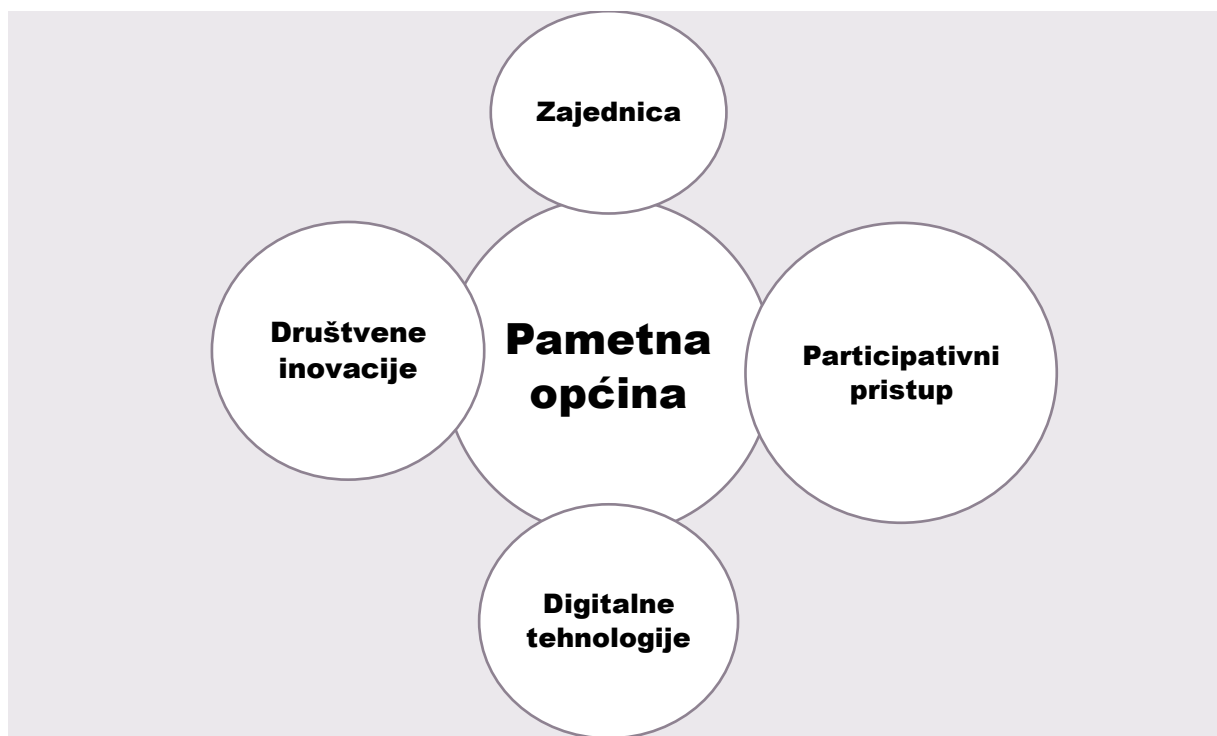 Zajednica
Društvene
inovacije
Pametna
općina
Participativni
pristup
Digitalne
tehnologije